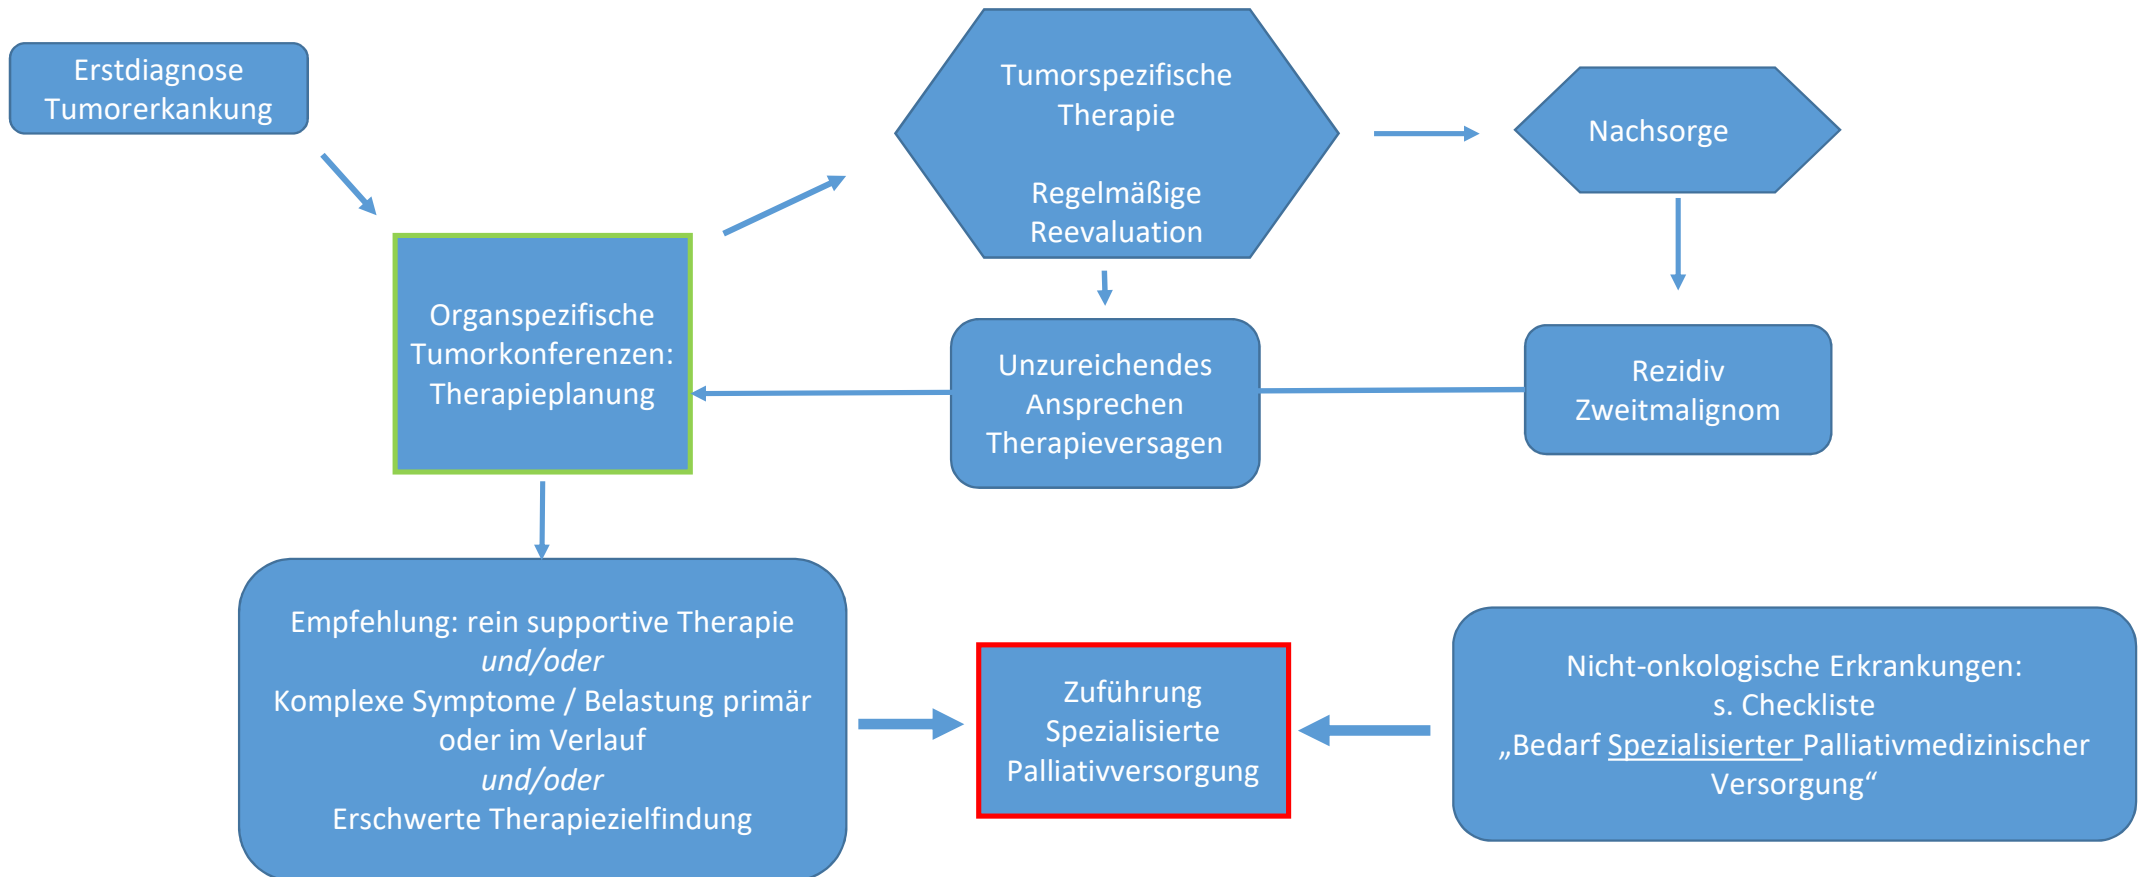 Erstdiagnose
Tumorerkankung
Tumorspezifische
Therapie
Regelmäßige
Reevaluation
Nachsorge
Organspezifische
Tumorkonferenzen:
Therapieplanung
Unzureichendes
Ansprechen
Therapieversagen
Rezidiv
Zweitmalignom
Empfehlung: rein supportive Therapie
und/oder
Komplexe Symptome / Belastung primär
oder im Verlauf
und/oder
Erschwerte Therapiezielfindung
Zuführung
Spezialisierte
Palliativversorgung
Nicht-onkologische Erkrankungen:
s. Checkliste
„Bedarf Spezialisierter Palliativmedizinischer
Versorgung“